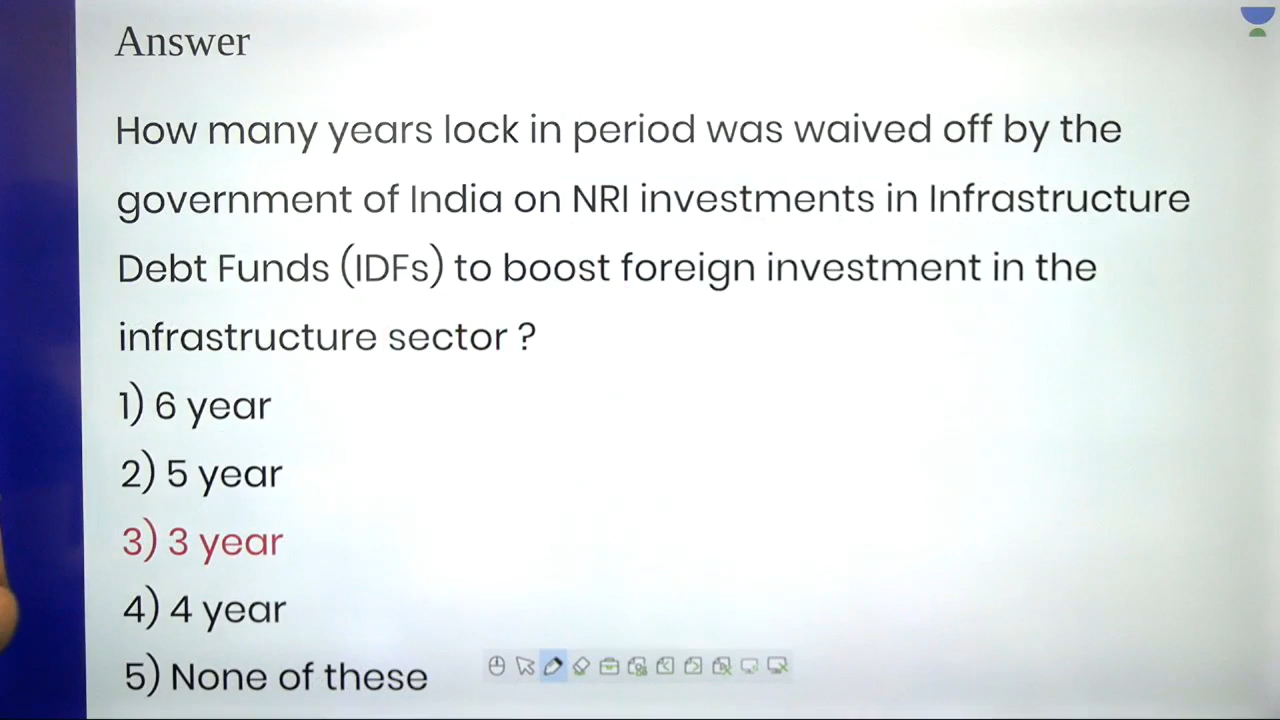 Answer
How many years lock in period was waived off by the
government of India on NRI investments in Infrastructure
Debt Funds (IDFs) to boost foreign investment in the
infrastructure sector ?
1) 6 year
2) 5 year
3) 3 year
4) 4 year
5) None of these